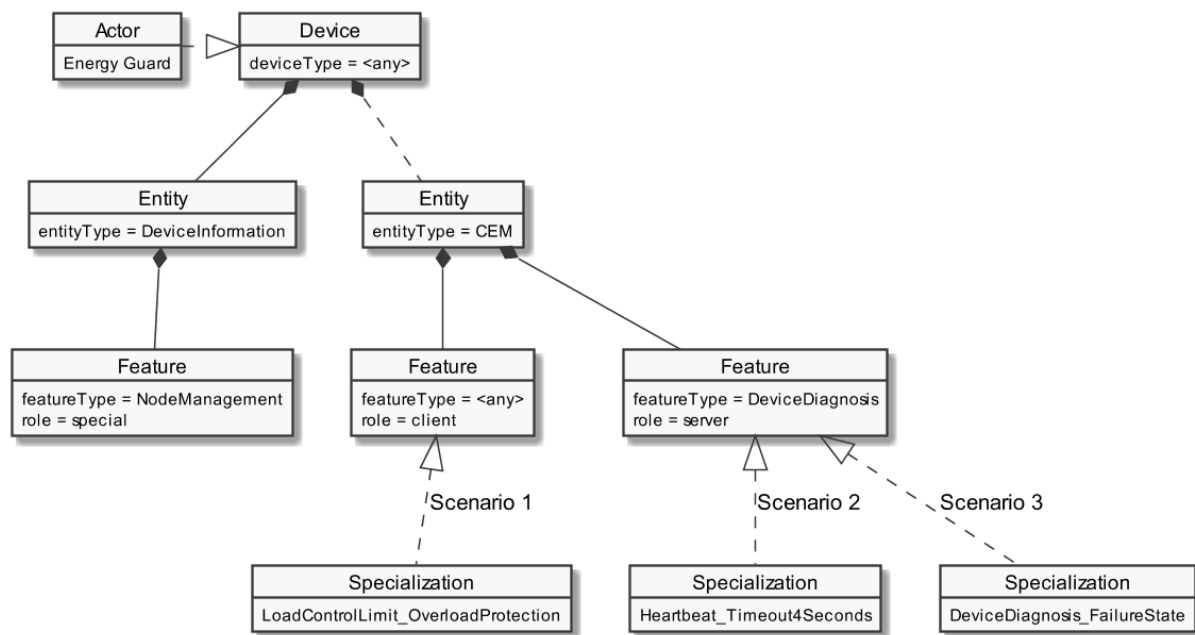 Actor
Energy Guard
Device
deviceType = <any>
Entity
entityType = DeviceInformation
Entity
entityType = CEM
Feature
featureType = NodeManagement
role = special
Feature
featureType = <any>
role = client
Feature
featureType = DeviceDiagnosis
role = server
Scenario 1
Scenario 2
Scenario 3
Specialization
LoadControlLimit_OverloadProtection
Specialization
Heartbeat_Timeout4Seconds
Specialization
DeviceDiagnosis_FailureState